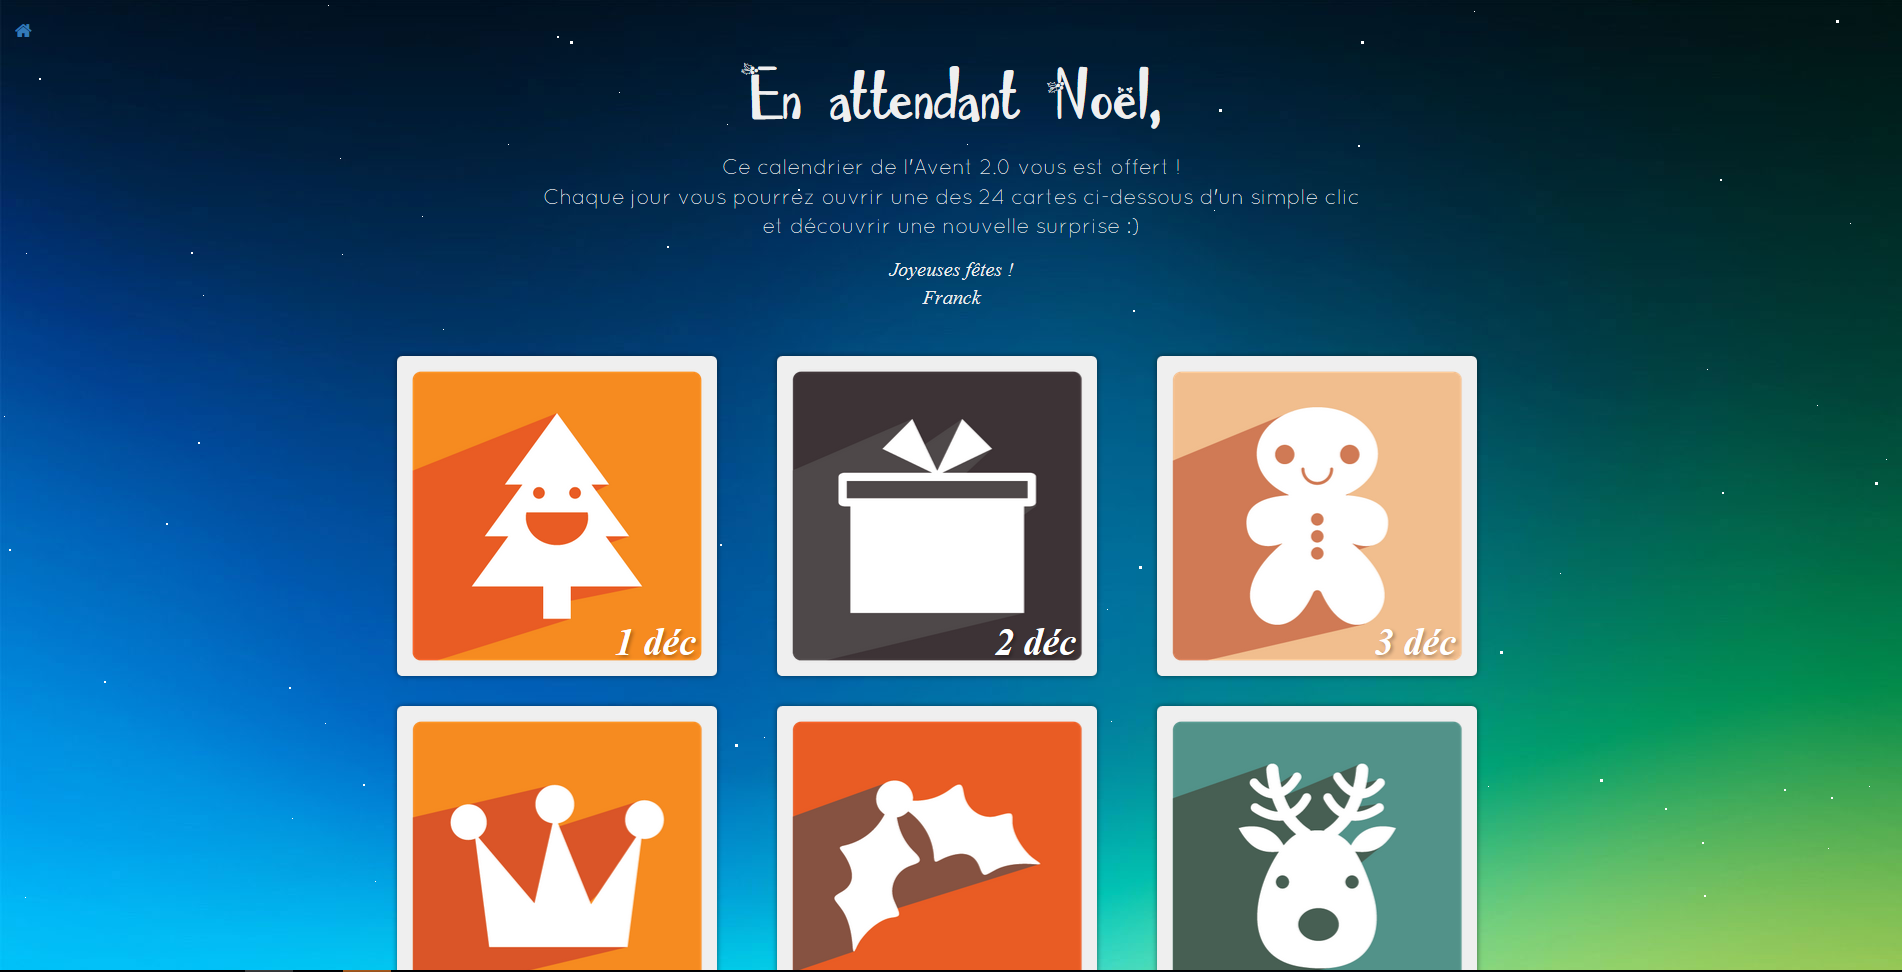 En attendant Noël,
Ce calendrier de l'Avent 2.0 vous est offert !
Chaque jour vous pourrez ouvrir une des 24 cartes ci-dessous d'un simple clic
et découvrir une nouvelle surprise :)
Joyeuses fêtes !
Franck
1 déc
2 déc
3 déc